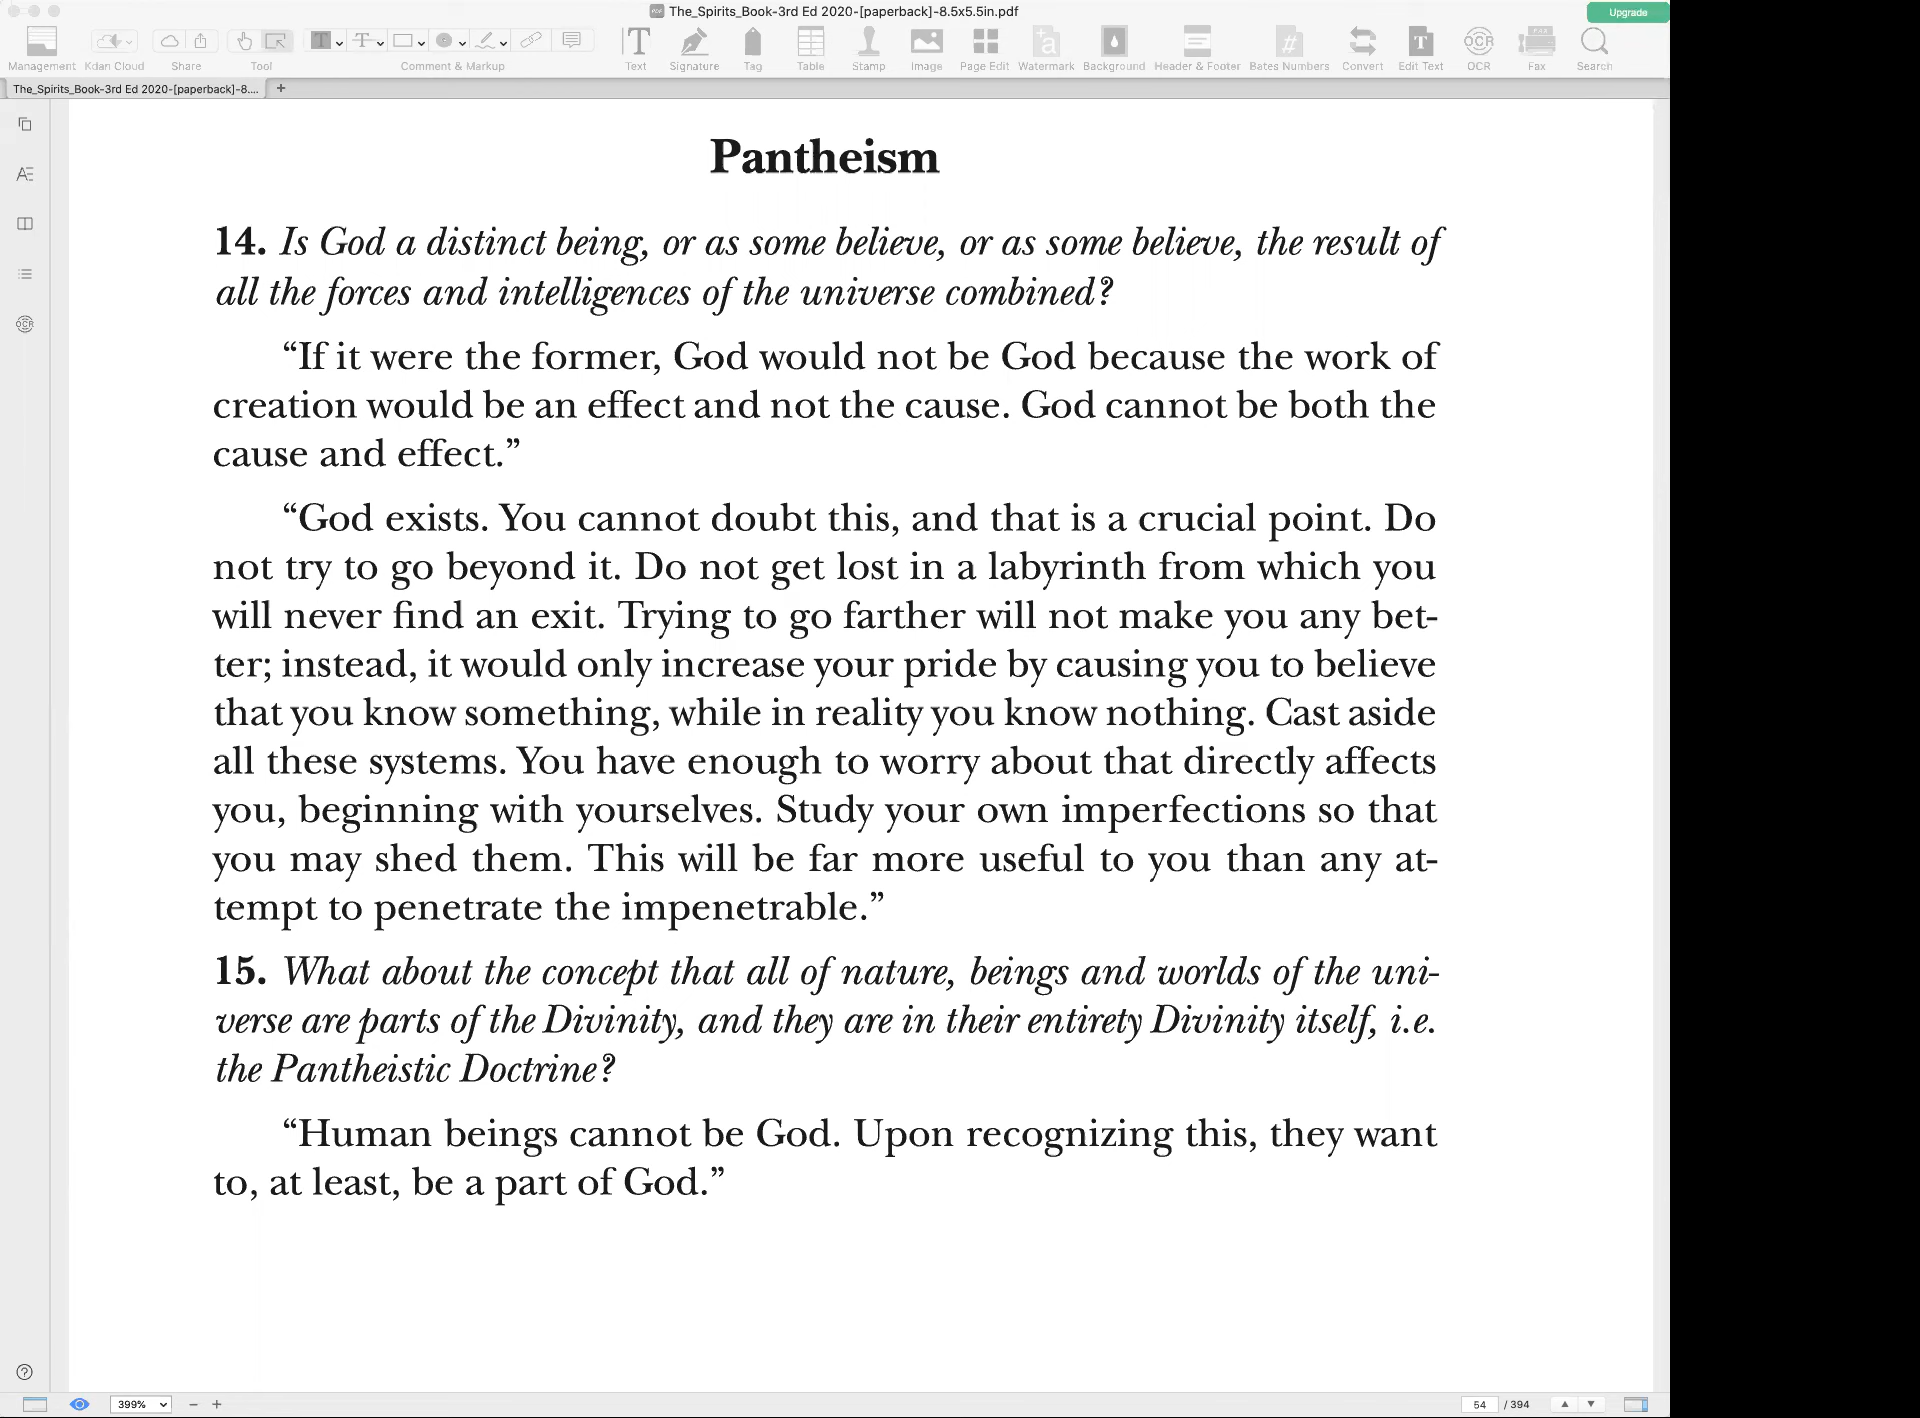 The_Spirits_Book-3rd Ed 2020-[paperback]-8.5x5.5in.pdf
Upgrade
Management Kdan Cloud Share Tool Comment & Markup Text Signature Tag Table Stamp Image Page Edit Watermark Background Header & Footer Bates Numbers Convert Edit Text OCR Fax Search
The_Spirits_Book-3rd Ed 2020-[paperback]-8.... +
Pantheism
14. Is God a distinct being, or as some believe, or as some believe, the result of
all the forces and intelligences of the universe combined?
“If it were the former, God would not be God because the work of
creation would be an effect and not the cause. God cannot be both the
cause and effect.”
“God exists. You cannot doubt this, and that is a crucial point. Do
not try to go beyond it. Do not get lost in a labyrinth from which you
will never find an exit. Trying to go farther will not make you any bet-
ter; instead, it would only increase your pride by causing you to believe
that you know something, while in reality you know nothing. Cast aside
all these systems. You have enough to worry about that directly affects
you, beginning with yourselves. Study your own imperfections so that
you may shed them. This will be far more useful to you than any at-
tempt to penetrate the impenetrable.”
15. What about the concept that all of nature, beings and worlds of the uni-
verse are parts of the Divinity, and they are in their entirety Divinity itself, i.e.
the Pantheistic Doctrine?
“Human beings cannot be God. Upon recognizing this, they want
to, at least, be a part of God.”
399% − + 54 / 394